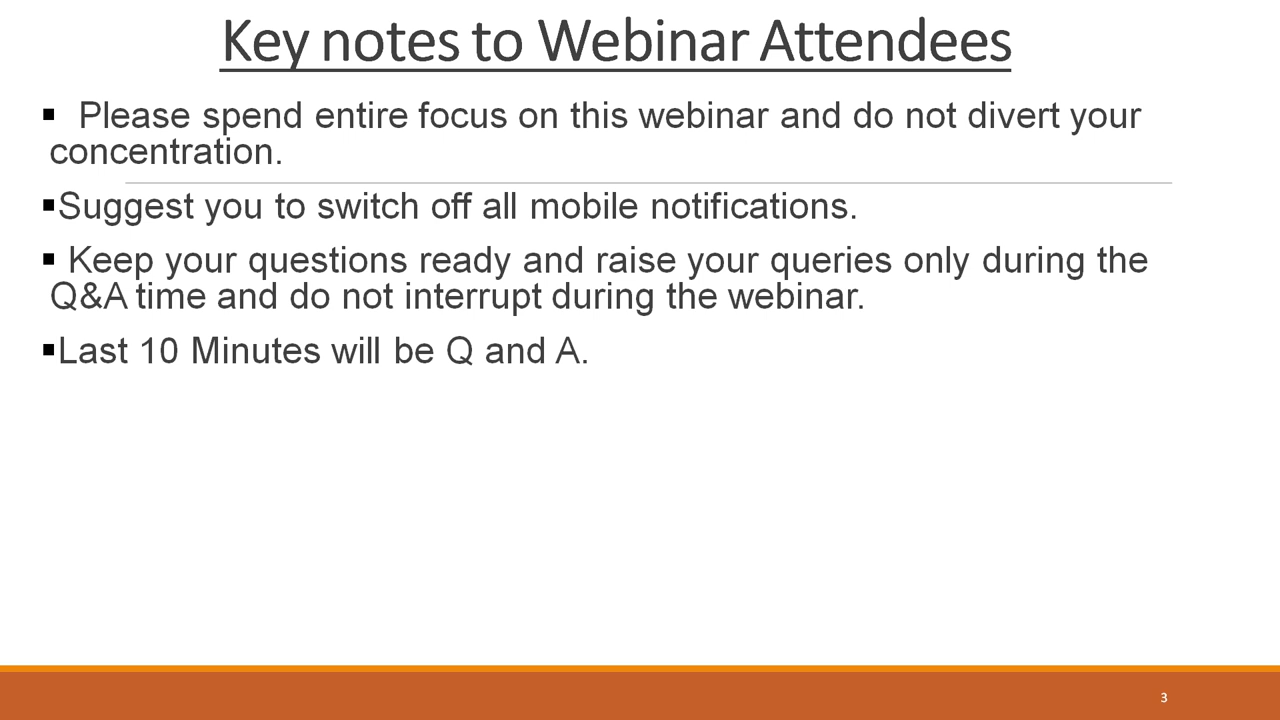 Key notes to Webinar Attendees
▪ Please spend entire focus on this webinar and do not divert your
concentration.
▪Suggest you to switch off all mobile notifications.
▪ Keep your questions ready and raise your queries only during the
Q&A time and do not interrupt during the webinar.
▪Last 10 Minutes will be Q and A.
3